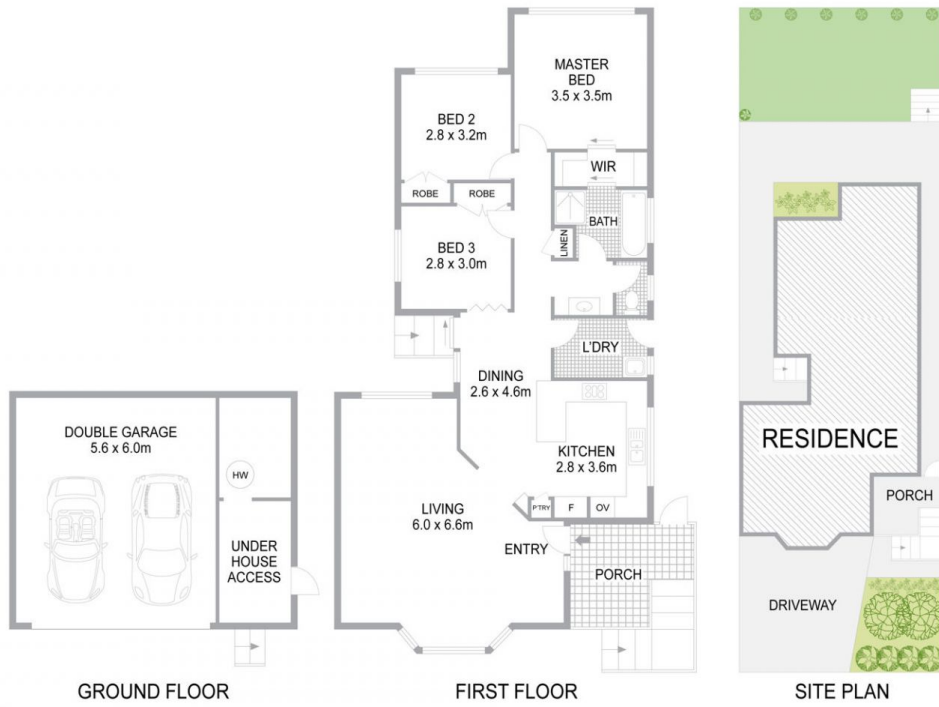 DOUBLE GARAGE
5.6 x 6.0m
HW
UNDER
HOUSE
ACCESS
GROUND FLOOR
MASTER
BED
3.5 x 3.5m
BED 2
2.8 x 3.2m
WIR
ROBE
ROBE
BATH
LINEN
BED 3
2.8 x 3.0m
L'DRY
DINING
2.6 x 4.6m
KITCHEN
2.8 x 3.6m
P'TRY
F
OV
LIVING
6.0 x 6.6m
ENTRY
PORCH
FIRST FLOOR
RESIDENCE
PORCH
DRIVEWAY
SITE PLAN